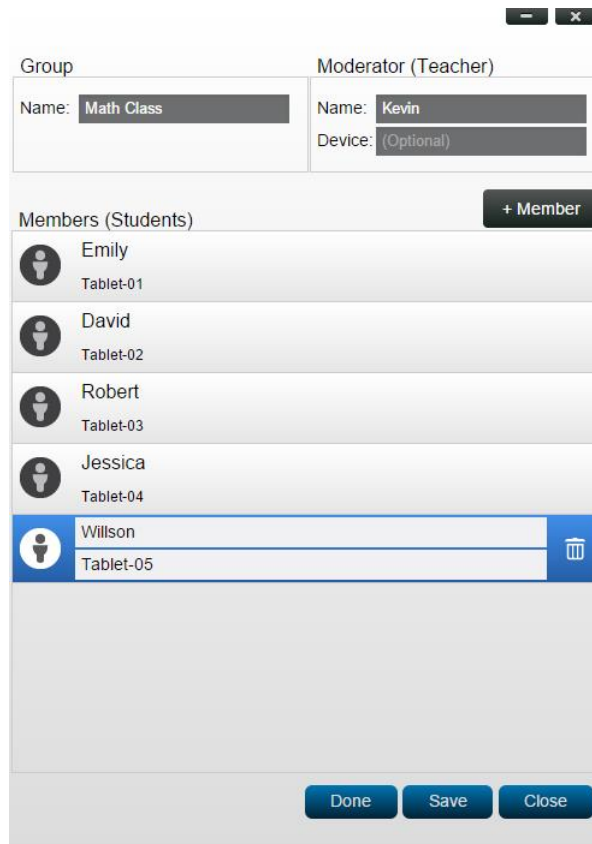 Group
Name: Math Class
Moderator (Teacher)
Name: Kevin
Device: (Optional)
Members (Students)
+ Member
Emily
Tablet-01
David
Tablet-02
Robert
Tablet-03
Jessica
Tablet-04
Willson
Tablet-05
Done Save Close